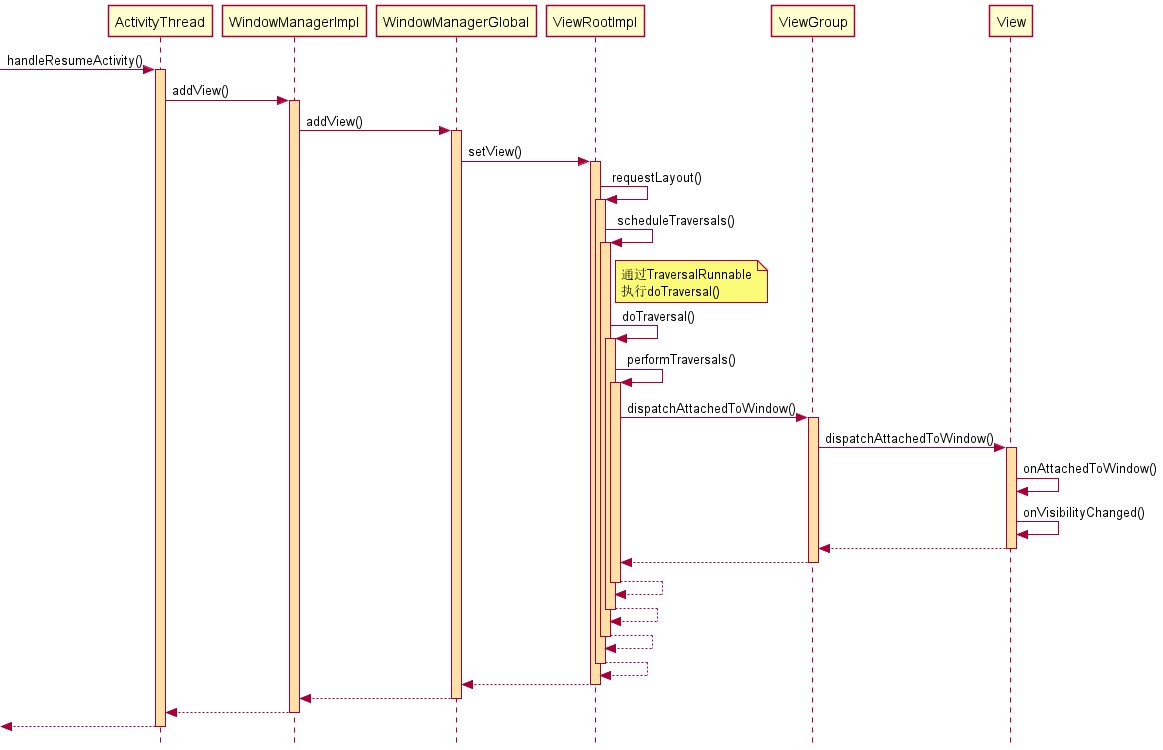 ActivityThread
WindowManagerImpl
WindowManagerGlobal
ViewRootImpl
ViewGroup
View
handleResumeActivity()
addView()
addView()
setView()
requestLayout()
scheduleTraversals()
通过TraversalRunnable
执行doTraversal()
doTraversal()
performTraversals()
dispatchAttachedToWindow()
dispatchAttachedToWindow()
onAttachedToWindow()
onVisibilityChanged()